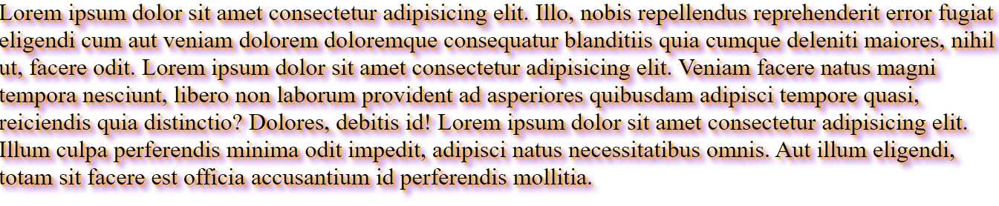 Lorem ipsum dolor sit amet consectetur adipisicing elit. Illo, nobis repellendus reprehenderit error fugiat
eligendi cum aut veniam dolorem doloremque consequatur blanditiis quia cumque deleniti maiores, nihil
ut, facere odit. Lorem ipsum dolor sit amet consectetur adipisicing elit. Veniam facere natus magni
tempora nesciunt, libero non laborum provident ad asperiores quibusdam adipisci tempore quasi,
reiciendis quia distinctio? Dolores, debitis id! Lorem ipsum dolor sit amet consectetur adipisicing elit.
Illum culpa perferendis minima odit impedit, adipisci natus necessitatibus omnis. Aut illum eligendi,
totam sit facere est officia accusantium id perferendis mollitia.